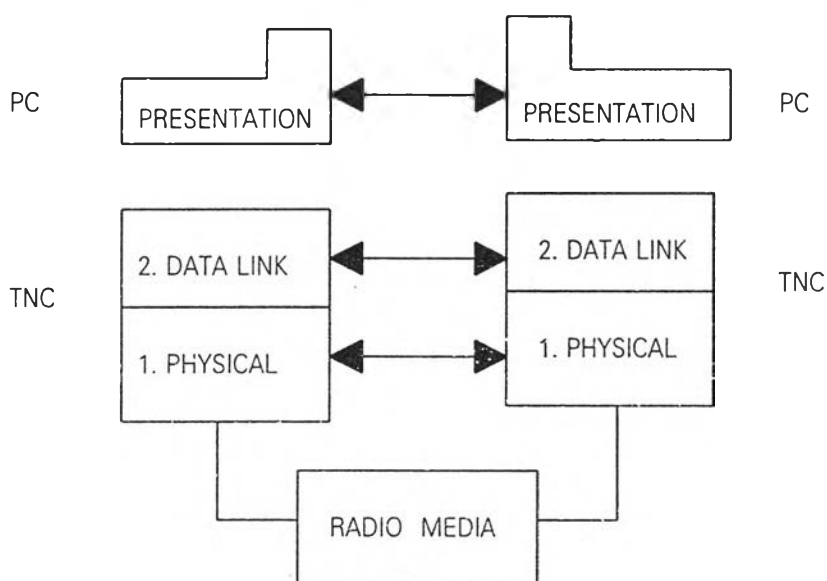 PC
PRESENTATION
PRESENTATION
PC
TNC
2. DATA LINK
2. DATA LINK
TNC
1. PHYSICAL
1. PHYSICAL
RADIO MEDIA